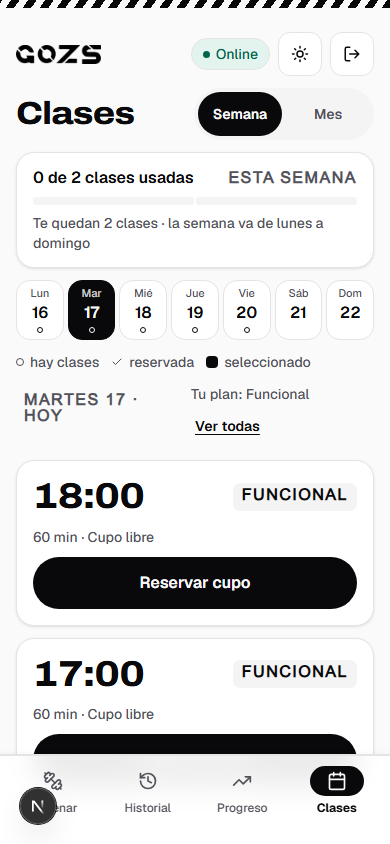 GOZS
Online
Clases
Semana
Mes
0 de 2 clases usadas
ESTA SEMANA
Te quedan 2 clases · la semana va de lunes a
domingo
Lun
Mar
Mié
Jue
Vie
Sáb
Dom
16
17
18
19
20
21
22
hay clases
reservada
seleccionado
MARTES 17 ·
HOY
Tu plan: Funcional
Ver todas
18:00
FUNCIONAL
60 min · Cupo libre
Reservar cupo
17:00
FUNCIONAL
60 min · Cupo libre
N
Historial
Progreso
Clases